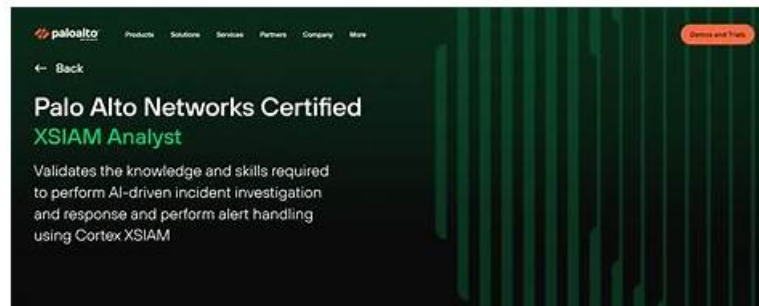 paloalto
Products Solutions Services Partners Company More
Demos and Trials
← Back
Palo Alto Networks Certified
XSIAM Analyst
Validates the knowledge and skills required
to perform AI-driven incident investigation
and response and perform alert handling
using Cortex XSIAM